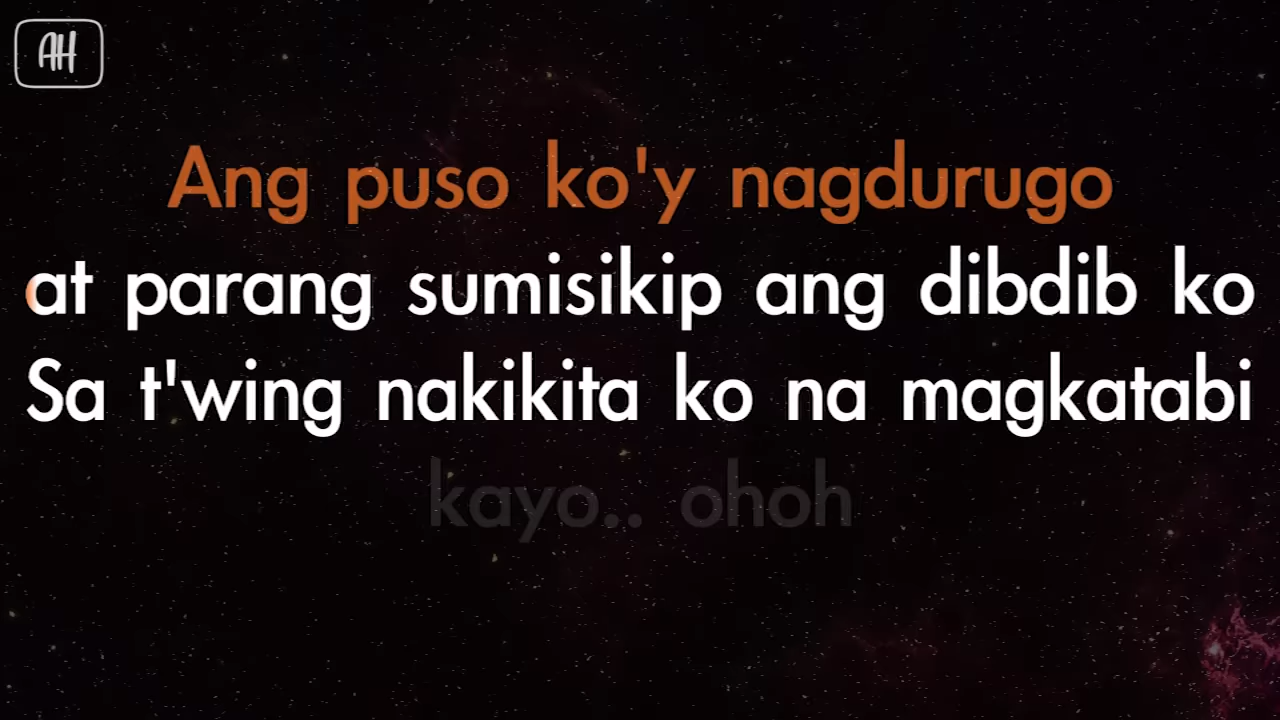 AH
Ang puso ko'y nagdurugo
at parang sumisikip ang dibdib ko
Sa t'wing nakikita ko na magkatabi
kayo.. ohoh